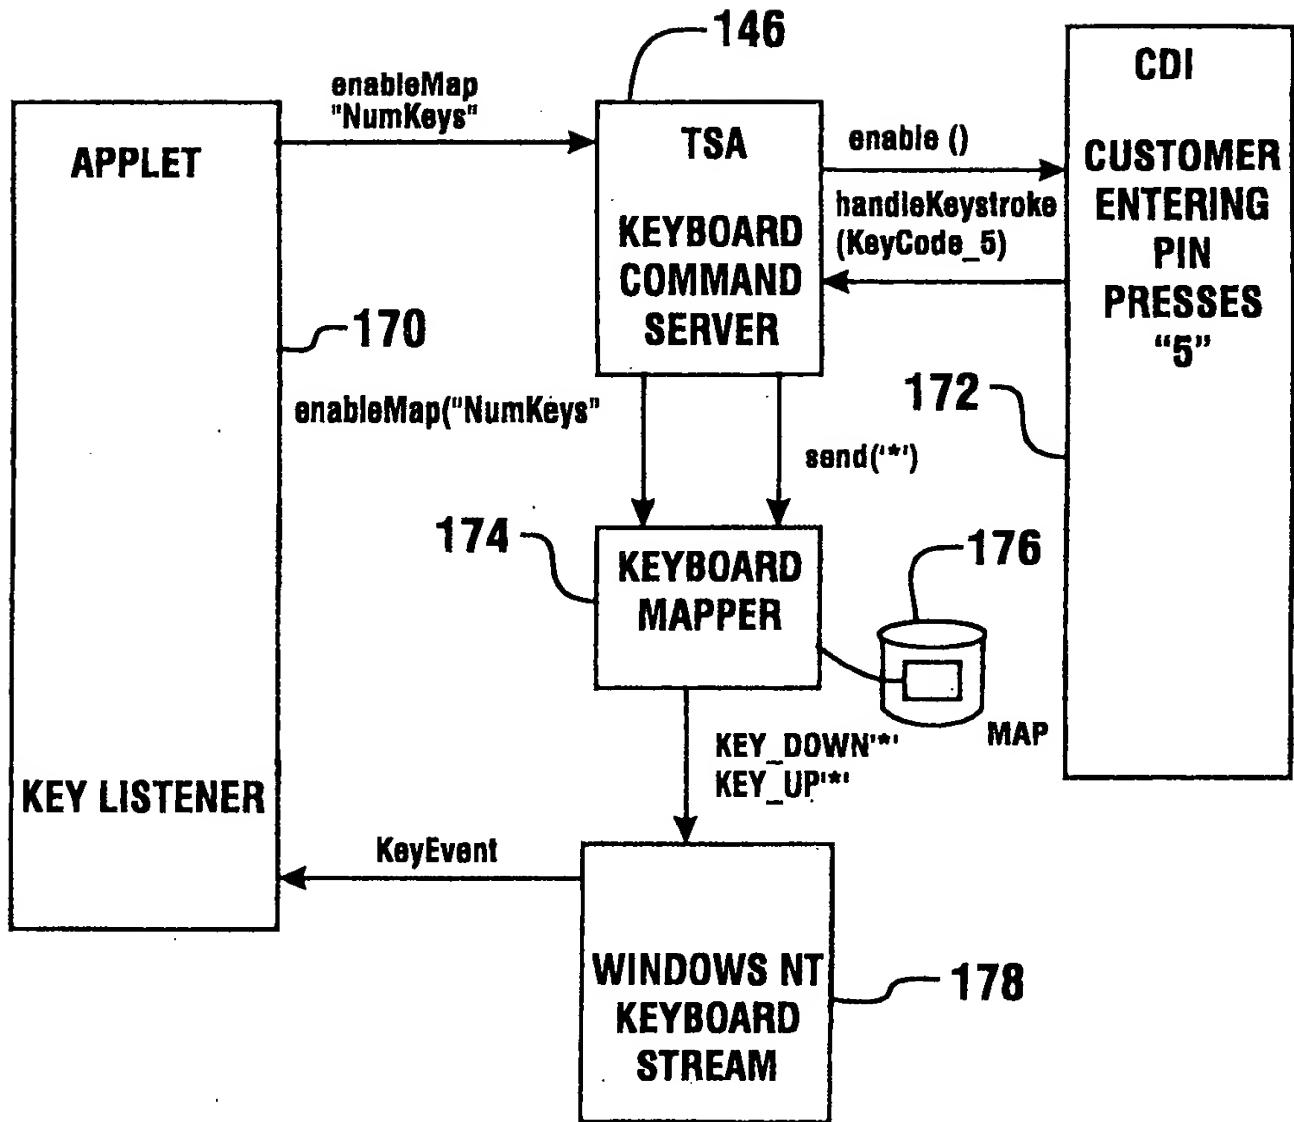 146
CDI
CUSTOMER
ENTERING
PIN
PRESSES
"5"
enableMap
"NumKeys"
APPLET
TSA
KEYBOARD
COMMAND
SERVER
enable ()
handleKeystroke
(KeyCode_5)
170
172
enableMap("NumKeys"
send('*')
174
KEYBOARD
MAPPER
176
MAP
KEY_DOWN'*'
KEY_UP'*'
KEY LISTENER
KeyEvent
WINDOWS NT
KEYBOARD
STREAM
178